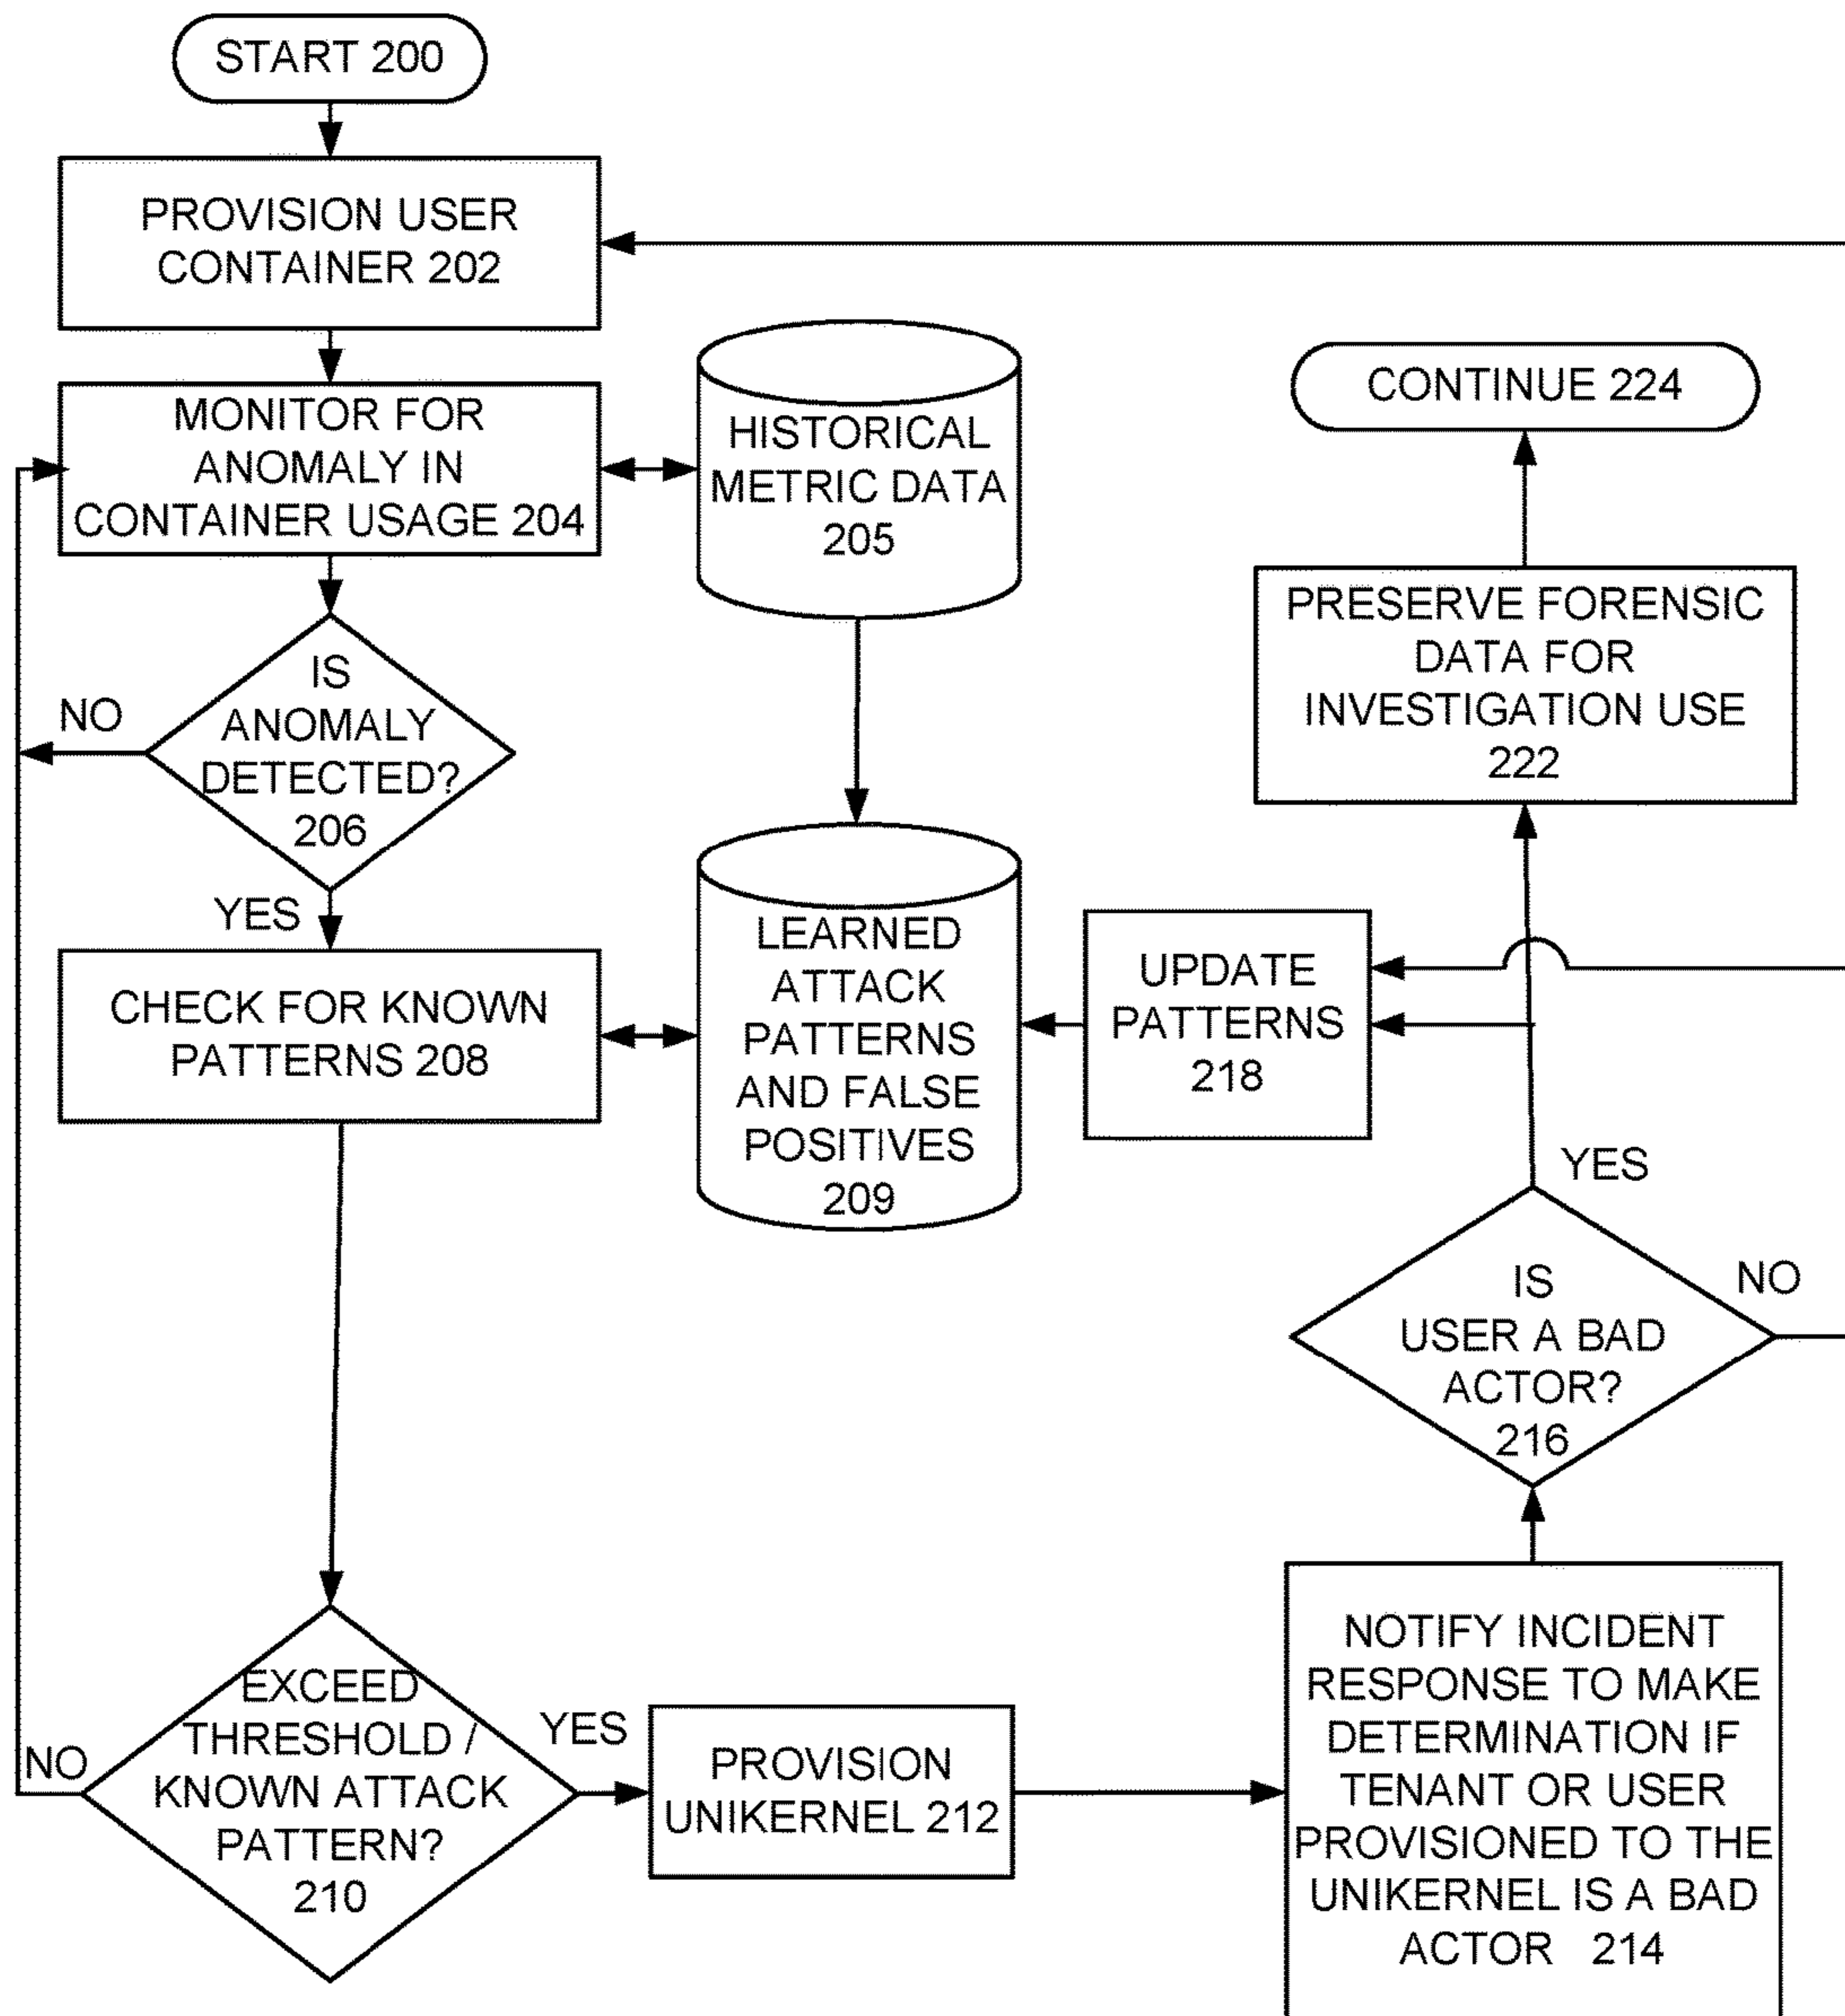 START 200
PROVISION USER
CONTAINER 202
MONITOR FOR
ANOMALY IN
CONTAINER USAGE 204
HISTORICAL
METRIC DATA
205
CONTINUE 224
IS
ANOMALY
DETECTED?
206
NO
YES
PRESERVE FORENSIC
DATA FOR
INVESTIGATION USE
222
CHECK FOR KNOWN
PATTERNS 208
LEARNED
ATTACK
PATTERNS
AND FALSE
POSITIVES
209
UPDATE
PATTERNS
218
YES
NO
IS
USER A BAD
ACTOR?
216
EXCEED
THRESHOLD /
KNOWN ATTACK
PATTERN?
210
NO
YES
PROVISION
UNIKERNEL 212
NOTIFY INCIDENT
RESPONSE TO MAKE
DETERMINATION IF
TENANT OR USER
PROVISIONED TO THE
UNIKERNEL IS A BAD
ACTOR 214